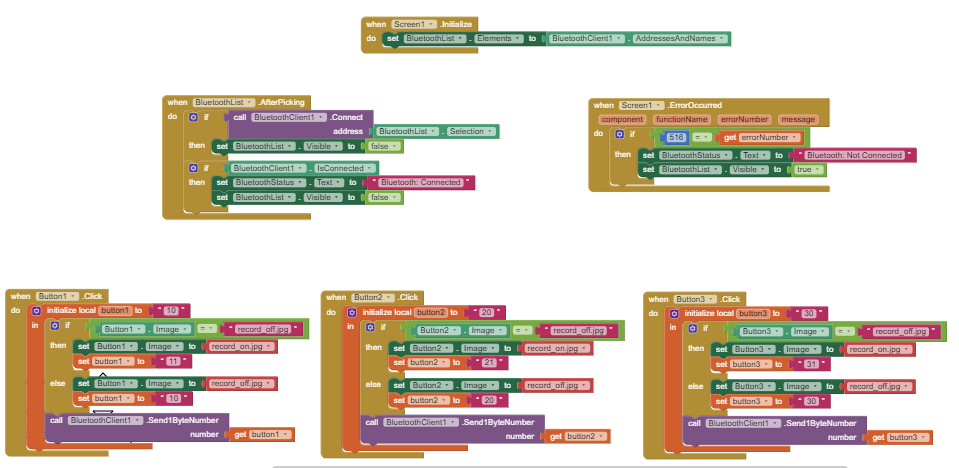 when Screen1 .Initialize
do set BluetoothList . Elements to BluetoothClient1 . AddressesAndNames
when BluetoothList .AfterPicking
do if call BluetoothClient1 .Connect
address BluetoothList . Selection
then set BluetoothList . Visible to false
if BluetoothClient1 . IsConnected
then set BluetoothStatus . Text to " Bluetooth: Connected "
set BluetoothList . Visible to false
when Screen1 .ErrorOccurred
component functionName errorNumber message
do if 516 = get errorNumber
then set BluetoothStatus . Text to " Bluetooth: Not Connected "
set BluetoothList . Visible to true
when Button1 .Click
do initialize local button1 to " 10 "
in if Button1 . Image = " record_off.jpg "
then set Button1 . Image to record_on.jpg
set button1 to " 11 "
else set Button1 . Image to record_off.jpg
set button1 to " 10 "
call BluetoothClient1 .Send1ByteNumber
number get button1
when Button2 .Click
do initialize local button2 to " 20 "
in if Button2 . Image = " record_off.jpg "
then set Button2 . Image to record_on.jpg
set button2 to " 21 "
else set Button2 . Image to record_off.jpg
set button2 to " 20 "
call BluetoothClient1 .Send1ByteNumber
number get button2
when Button3 .Click
do initialize local button3 to " 30 "
in if Button3 . Image = " record_off.jpg "
then set Button3 . Image to record_on.jpg
set button3 to " 31 "
else set Button3 . Image to record_off.jpg
set button3 to " 30 "
call BluetoothClient1 .Send1ByteNumber
number get button3